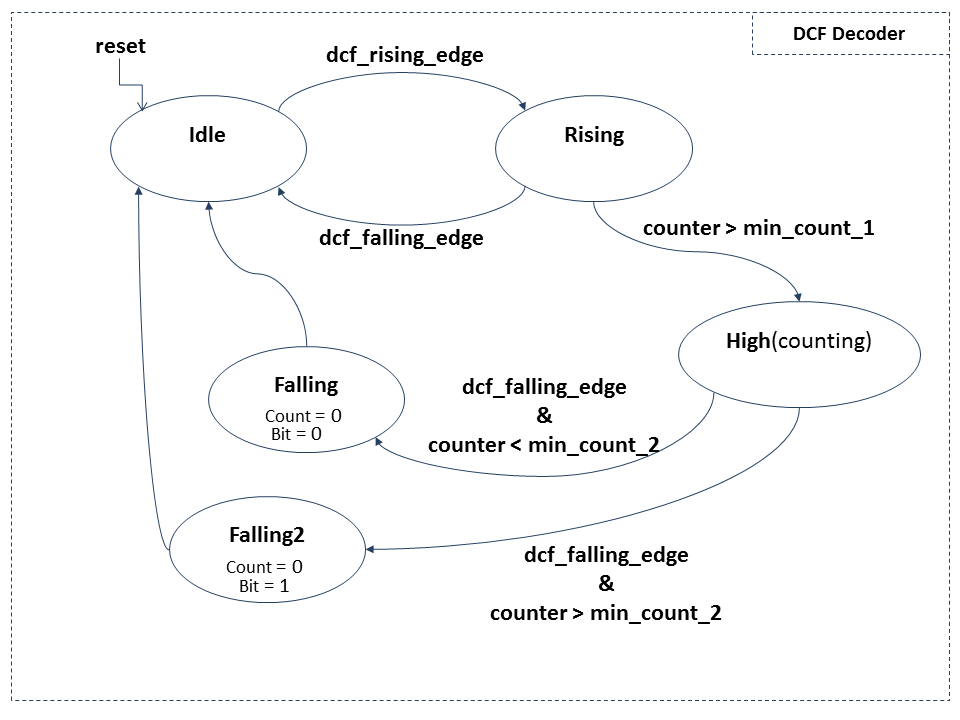 DCF Decoder
reset
dcf_rising_edge
Idle
Rising
dcf_falling_edge
counter > min_count_1
High(counting)
Falling
Count = 0
Bit = 0
dcf_falling_edge
&
counter < min_count_2
Falling2
Count = 0
Bit = 1
dcf_falling_edge
&
counter > min_count_2